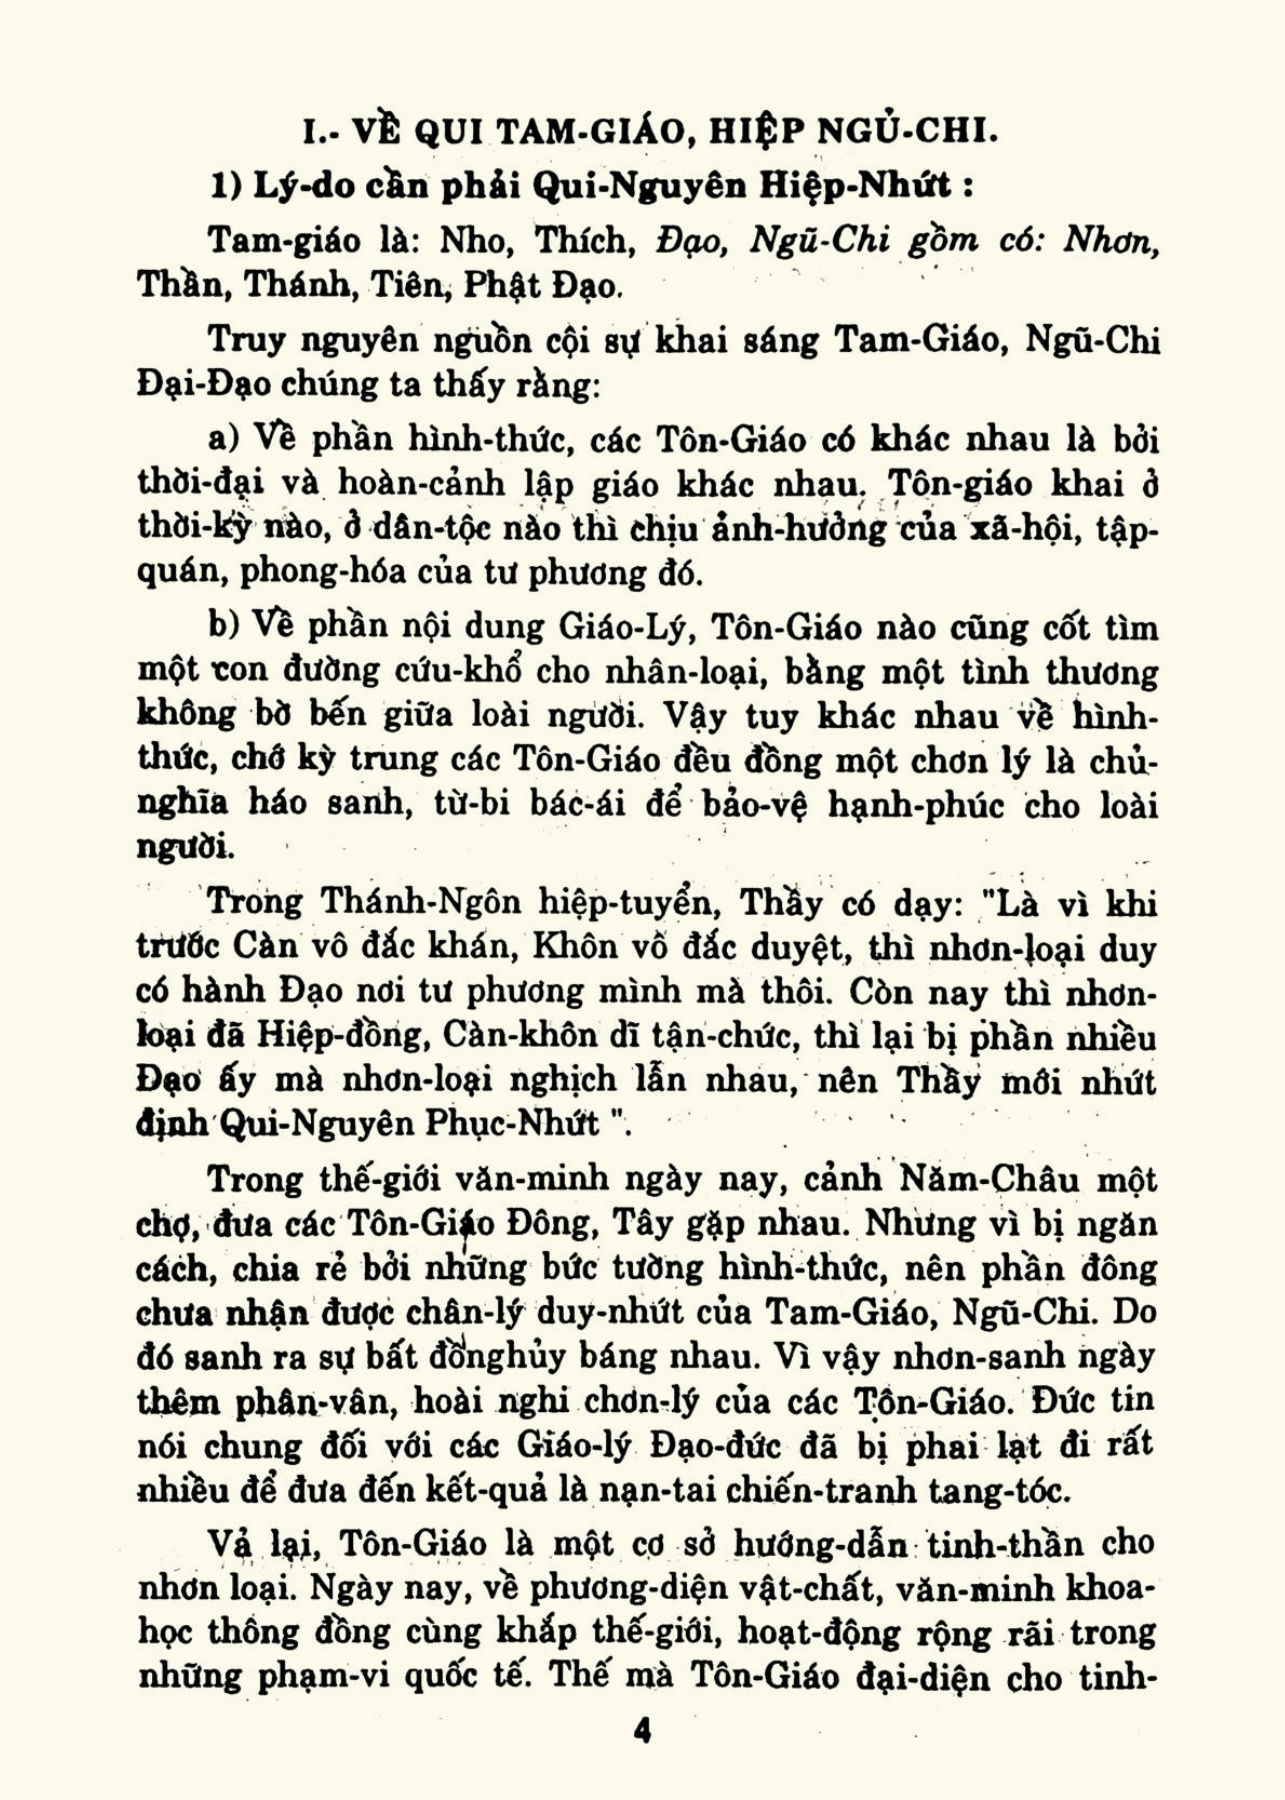 I.- VỀ QUI TAM-GIÁO, HIỆP NGỦ-CHI.
1) Lý-do cần phải Qui-Nguyên Hiệp-Nhứt :
Tam-giáo là: Nho, Thích, Đạo, Ngũ-Chi gồm có: Nhơn,
Thần, Thánh, Tiên, Phật Đạo.
Truy nguyên nguồn cội sự khai sáng Tam-Giáo, Ngũ-Chi
Đại-Đạo chúng ta thấy rằng:
a) Về phần hình-thức, các Tôn-Giáo có khác nhau là bởi
thời-đại và hoàn-cảnh lập giáo khác nhau. Tôn-giáo khai ở
thời-kỳ nào, ở dân-tộc nào thì chịu ảnh-hưởng của xã-hội, tập-
quán, phong-hóa của tư phương đó.
b) Về phần nội dung Giáo-Lý, Tôn-Giáo nào cũng cốt tìm
một con đường cứu-khổ cho nhân-loại, bằng một tình thương
không bờ bến giữa loài người. Vậy tuy khác nhau về hình-
thức, chớ kỳ trung các Tôn-Giáo đều đồng một chơn lý là chủ-
nghĩa háo sanh, từ-bi bác-ái để bảo-vệ hạnh-phúc cho loài
người.
Trong Thánh-Ngôn hiệp-tuyển, Thầy có dạy: "Là vì khi
trước Càn vô đắc khán, Khôn vô đắc duyệt, thì nhơn-loại duy
có hành Đạo nơi tư phương mình mà thôi. Còn nay thì nhơn-
loại đã Hiệp-đồng, Càn-khôn dĩ tận-chức, thì lại bị phần nhiều
Đạo ấy mà nhơn-loại nghịch lẫn nhau, nên Thầy mới nhứt
định Qui-Nguyên Phục-Nhứt ".
Trong thế-giới văn-minh ngày nay, cảnh Năm-Châu một
chợ, đưa các Tôn-Giáo Đông, Tây gặp nhau. Nhưng vì bị ngăn
cách, chia rẻ bởi những bức tường hình-thức, nên phần đông
chưa nhận được chân-lý duy-nhứt của Tam-Giáo, Ngũ-Chi. Do
đó sanh ra sự bất đồnghủy báng nhau. Vì vậy nhơn-sanh ngày
thêm phân-vân, hoài nghi chơn-lý của các Tôn-Giáo. Đức tin
nói chung đối với các Giáo-lý Đạo-đức đã bị phai lạt đi rất
nhiều để đưa đến kết-quả là nạn-tai chiến-tranh tang-tóc.
Vả lại, Tôn-Giáo là một cơ sở hướng-dẫn tinh-thần cho
nhơn loại. Ngày nay, về phương-diện vật-chất, văn-minh khoa-
học thông đồng cùng khắp thế-giới, hoạt-động rộng rãi trong
những phạm-vi quốc tế. Thế mà Tôn-Giáo đại-diện cho tinh-
4